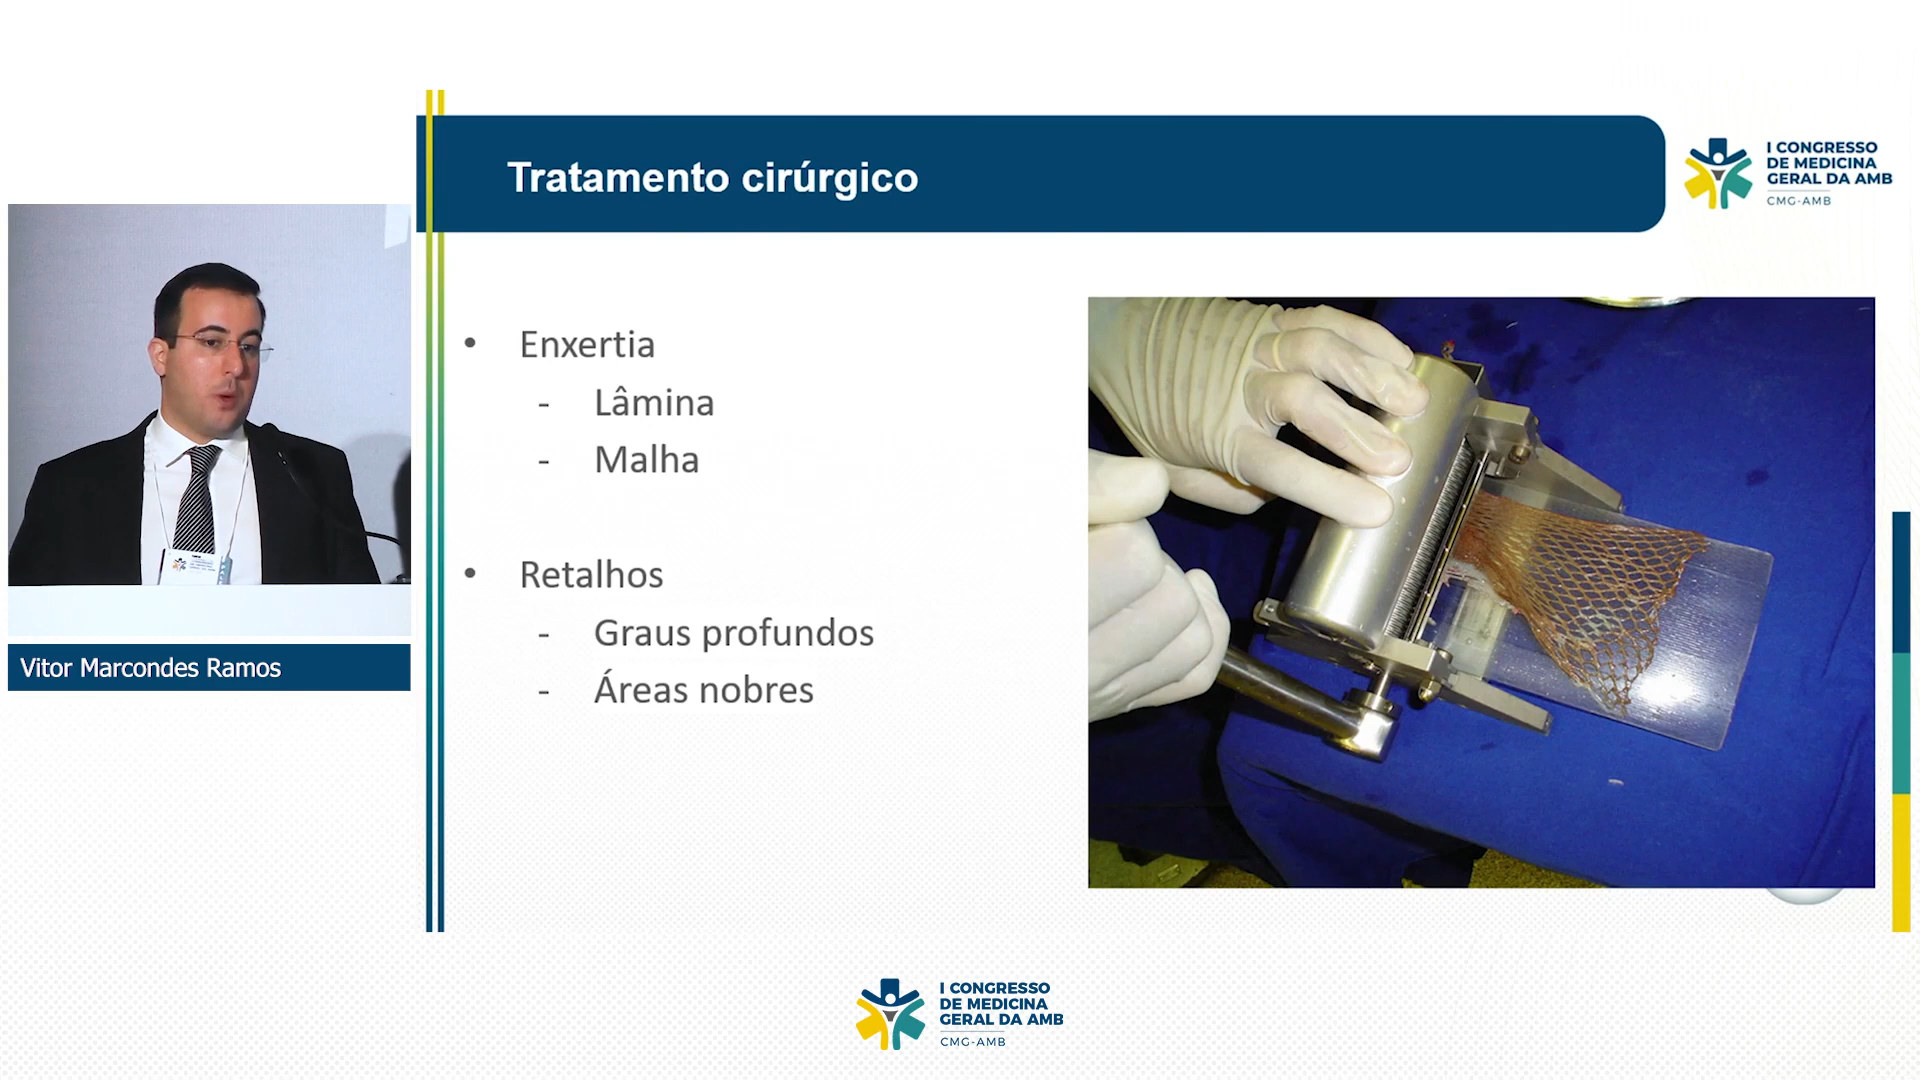 Tratamento cirúrgico
I CONGRESSO
DE MEDICINA
GERAL DA AMB
CMG-AMB
• Enxertia
- Lâmina
- Malha
• Retalhos
- Graus profundos
- Áreas nobres
Vitor Marcondes Ramos
I CONGRESSO
DE MEDICINA
GERAL DA AMB
CMG-AMB